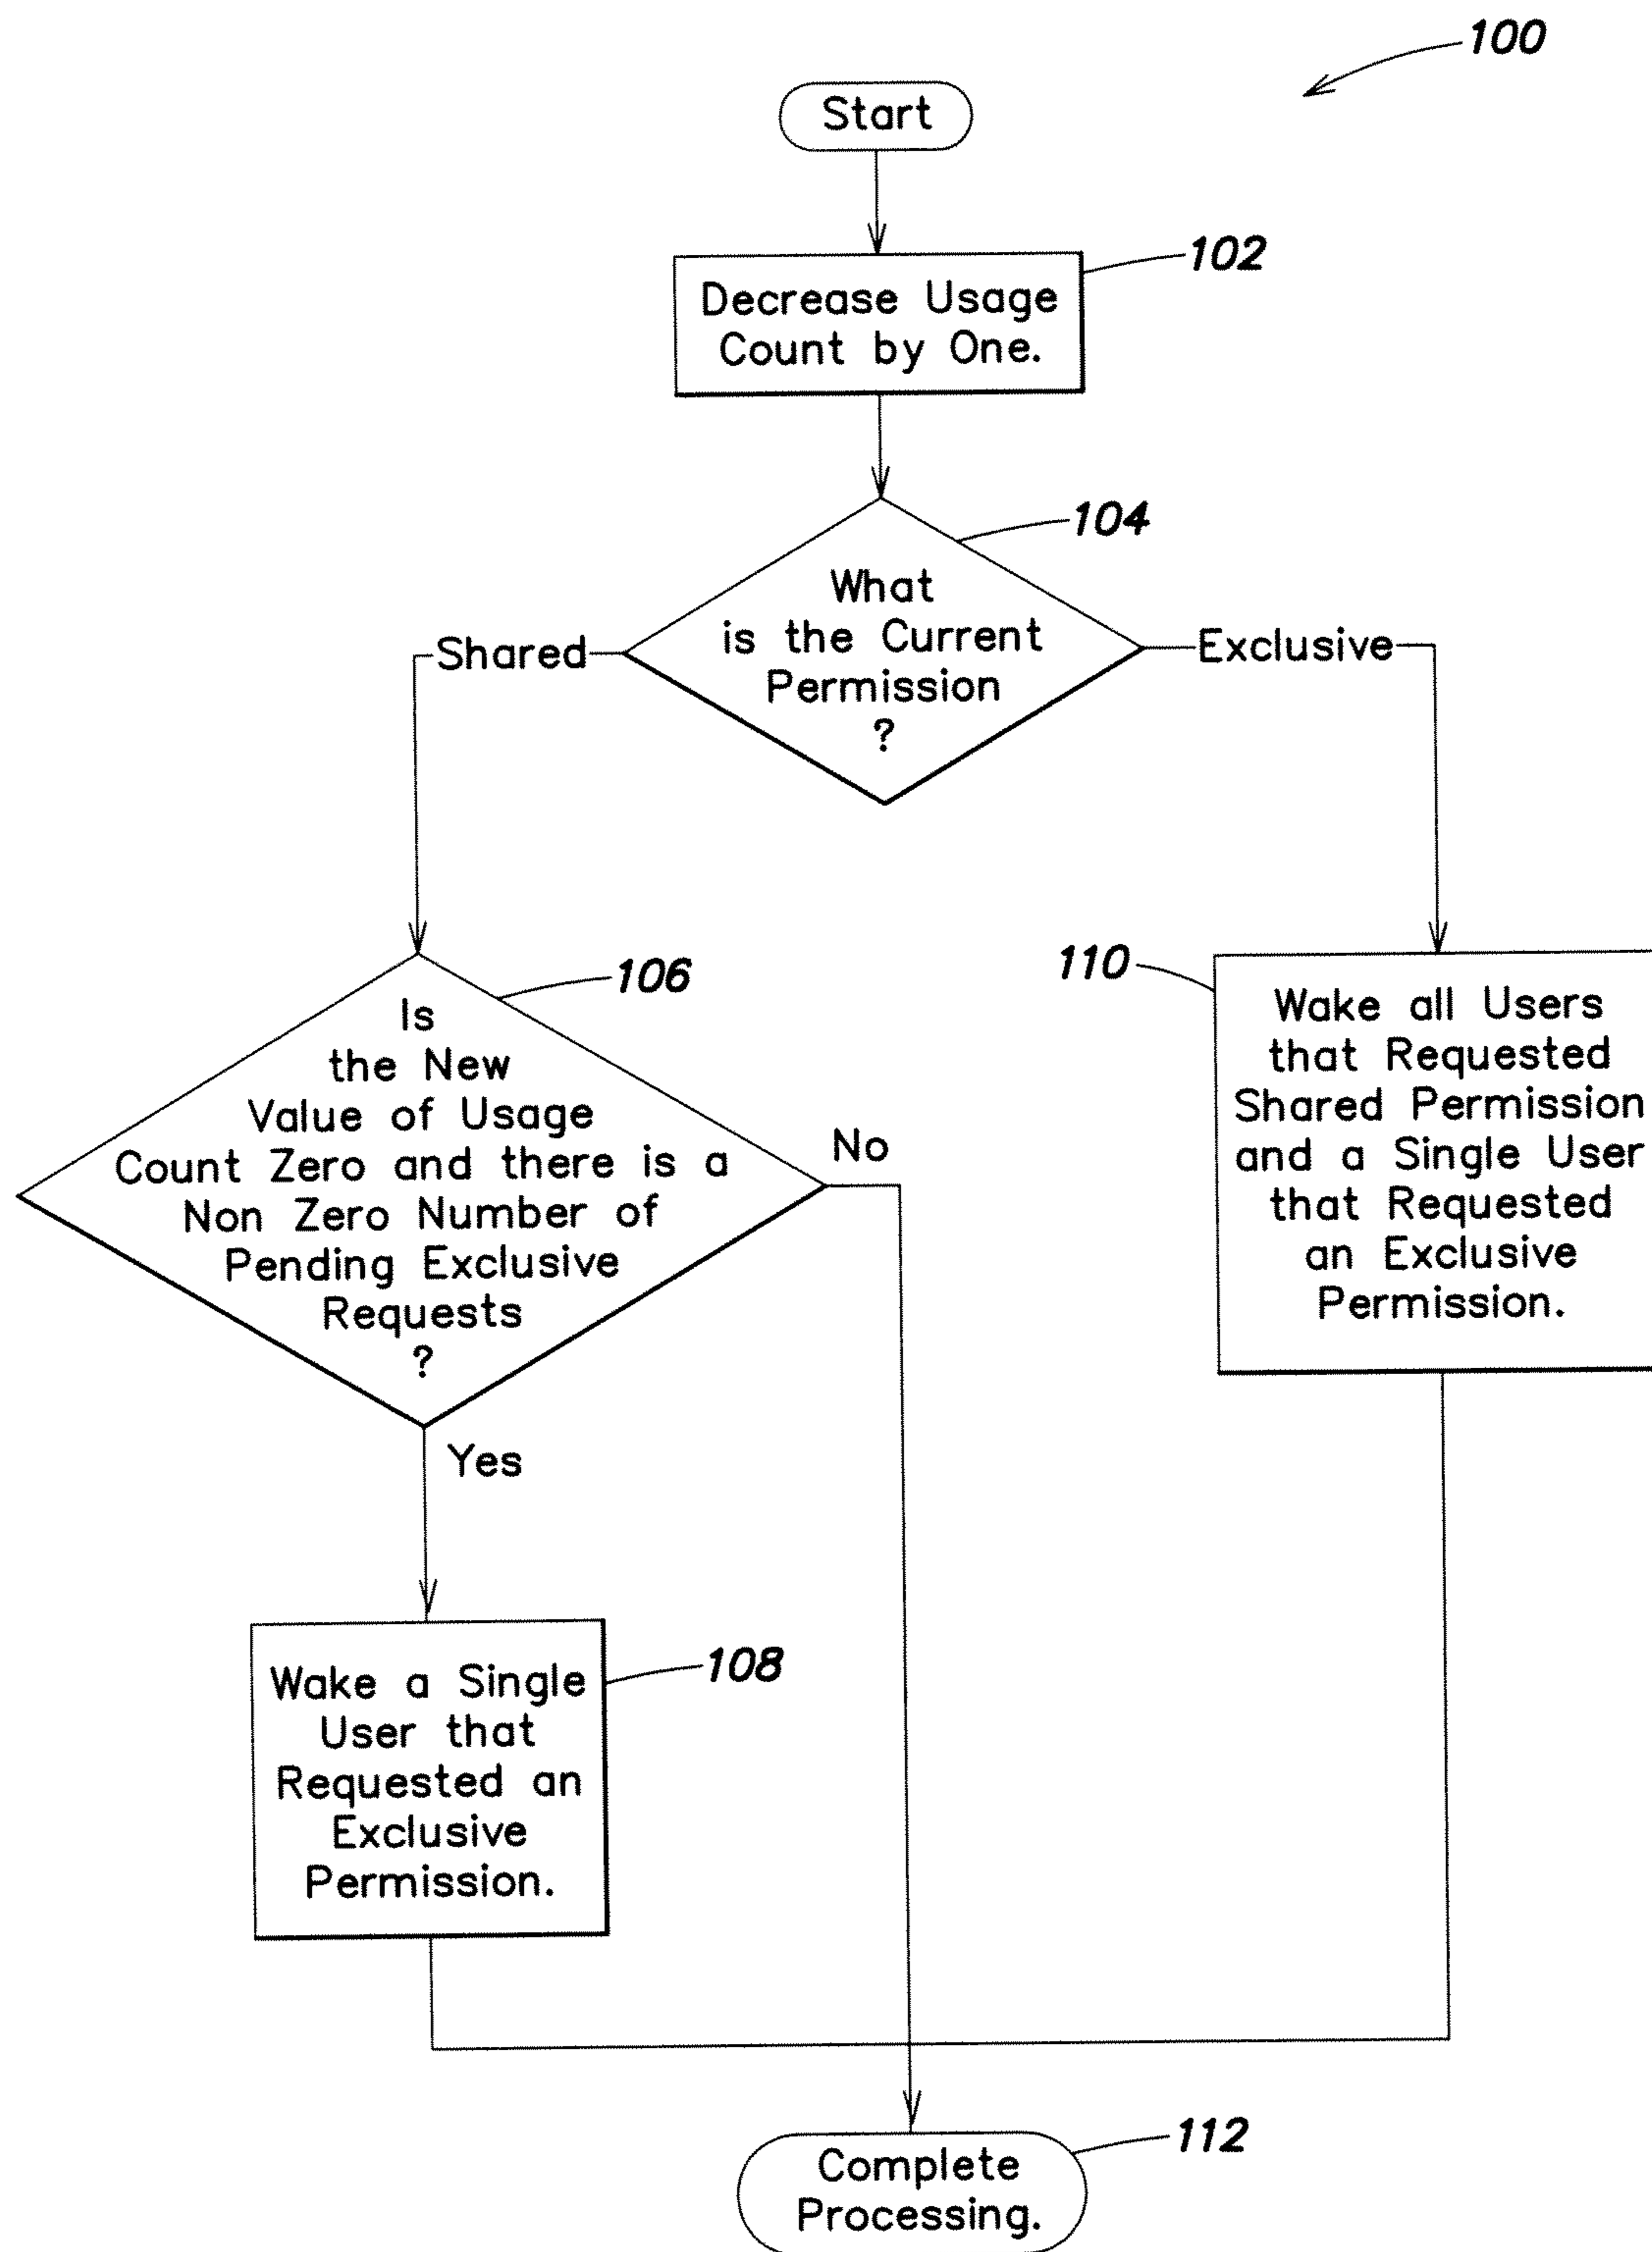 100
Start
102
Decrease Usage
Count by One.
104
What
is the Current
Permission
?
Shared
Exclusive
106
Is
the New
Value of Usage
Count Zero and there is a
Non Zero Number of
Pending Exclusive
Requests
?
No
Yes
110
Wake all Users
that Requested
Shared Permission
and a Single User
that Requested
an Exclusive
Permission.
108
Wake a Single
User that
Requested an
Exclusive
Permission.
112
Complete
Processing.